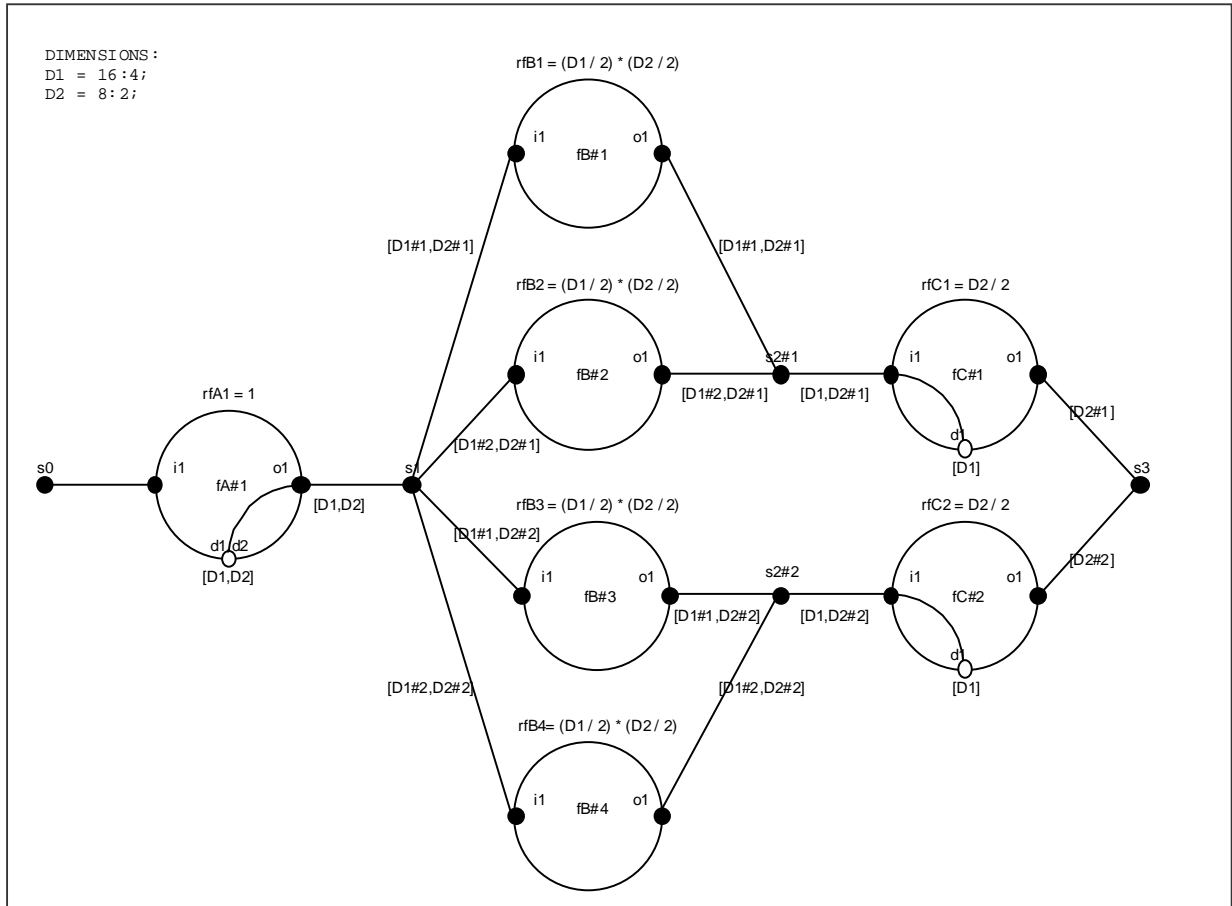 DIMENSIONS:
D1 = 16:4;
D2 = 8:2;
rfB1 = (D1 / 2) * (D2 / 2)
i1
o1
fB#1
[D1#1,D2#1]
[D1#1,D2#1]
rfB2 = (D1 / 2) * (D2 / 2)
i1
o1
fB#2
[D1#2,D2#1]
[D1#2,D2#1]
s2#1
[D1,D2#1]
rfC1 = D2 / 2
i1
o1
fC#1
d1
[D1]
[D2#1]
rfA1 = 1
s0
i1
o1
fA#1
d1 d2
[D1,D2]
[D1,D2]
s1
s3
rfB3 = (D1 / 2) * (D2 / 2)
[D1#1,D2#2]
i1
o1
fB#3
[D1#1,D2#2]
s2#2
[D1,D2#2]
rfC2 = D2 / 2
i1
o1
fC#2
d1
[D1]
[D2#2]
[D1#2,D2#2]
[D1#2,D2#2]
rfB4= (D1 / 2) * (D2 / 2)
i1
o1
fB#4